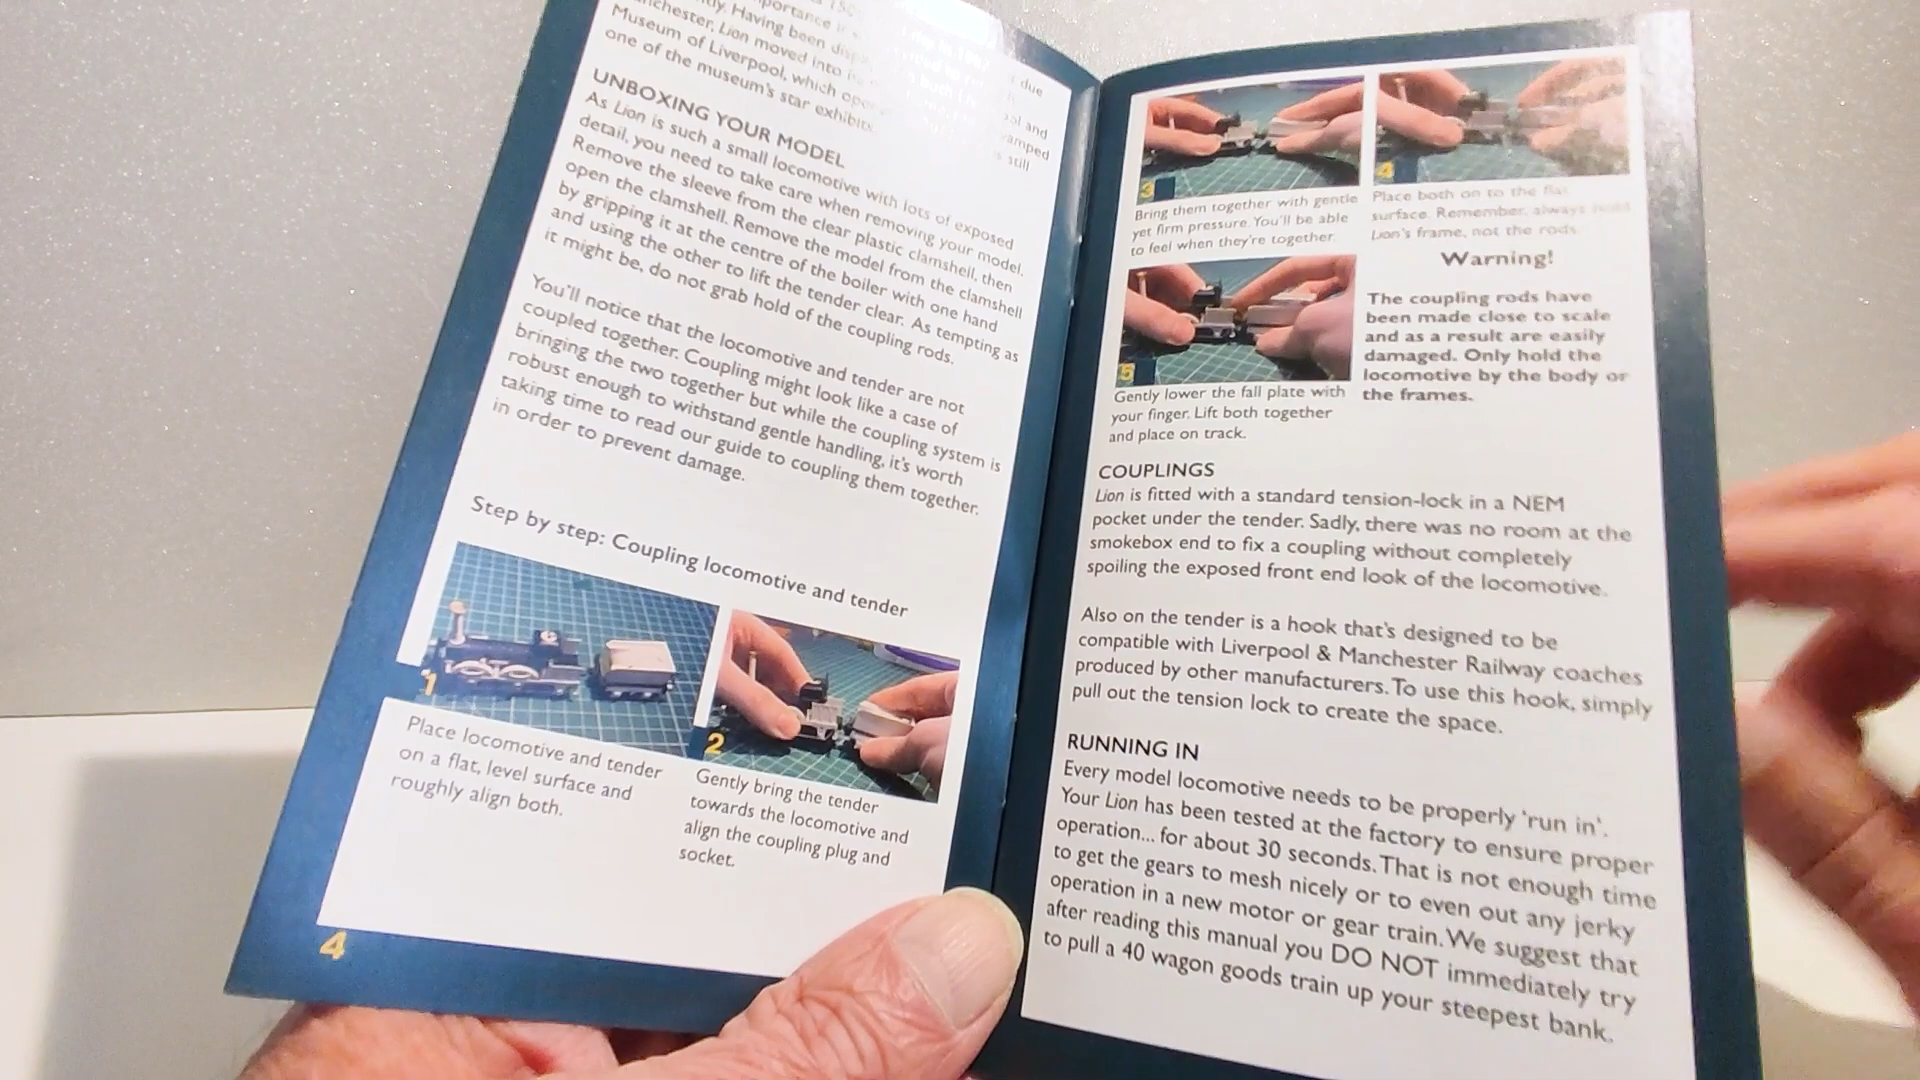 due
Having been
chester, Lion moved into
ool and
Museum of Liverpool, which
amped
one of the museum's star exhibits.
still
UNBOXING YOUR MODEL
As Lion is such a small locomotive with lots of exposed
detail, you need to take care when removing your model.
Remove the sleeve from the clear plastic clamshell, then
open the clamshell. Remove the model from the clamshell
by gripping it at the centre of the boiler with one hand
and using the other to lift the tender clear. As tempting as
it might be, do not grab hold of the coupling rods.
You'll notice that the locomotive and tender are not
coupled together. Coupling might look like a case of
bringing the two together but while the coupling system is
robust enough to withstand gentle handling, it's worth
taking time to read our guide to coupling them together.
in order to prevent damage.
Step by step: Coupling locomotive and tender
1
Place locomotive and tender
on a flat, level surface and
roughly align both.
2
Gently bring the tender
towards the locomotive and
align the coupling plug and
socket.
4
3
Bring them together with gentle
yet firm pressure. You'll be able
to feel when they're together.
4
Place both on to the flat
surface. Remember, always hold
Lion's frame, not the rods.
5
Gently lower the fall plate with
your finger. Lift both together
and place on track.
Warning!
The coupling rods have
been made close to scale
and as a result are easily
damaged. Only hold the
locomotive by the body or
the frames.
COUPLINGS
Lion is fitted with a standard tension-lock in a NEM
pocket under the tender. Sadly, there was no room at the
smokebox end to fix a coupling without completely
spoiling the exposed front end look of the locomotive.
Also on the tender is a hook that's designed to be
compatible with Liverpool & Manchester Railway coaches
produced by other manufacturers. To use this hook, simply
pull out the tension lock to create the space.
RUNNING IN
Every model locomotive needs to be properly 'run in'.
Your Lion has been tested at the factory to ensure proper
operation... for about 30 seconds. That is not enough time
to get the gears to mesh nicely or to even out any jerky
operation in a new motor or gear train. We suggest that
after reading this manual you DO NOT immediately try
to pull a 40 wagon goods train up your steepest bank.